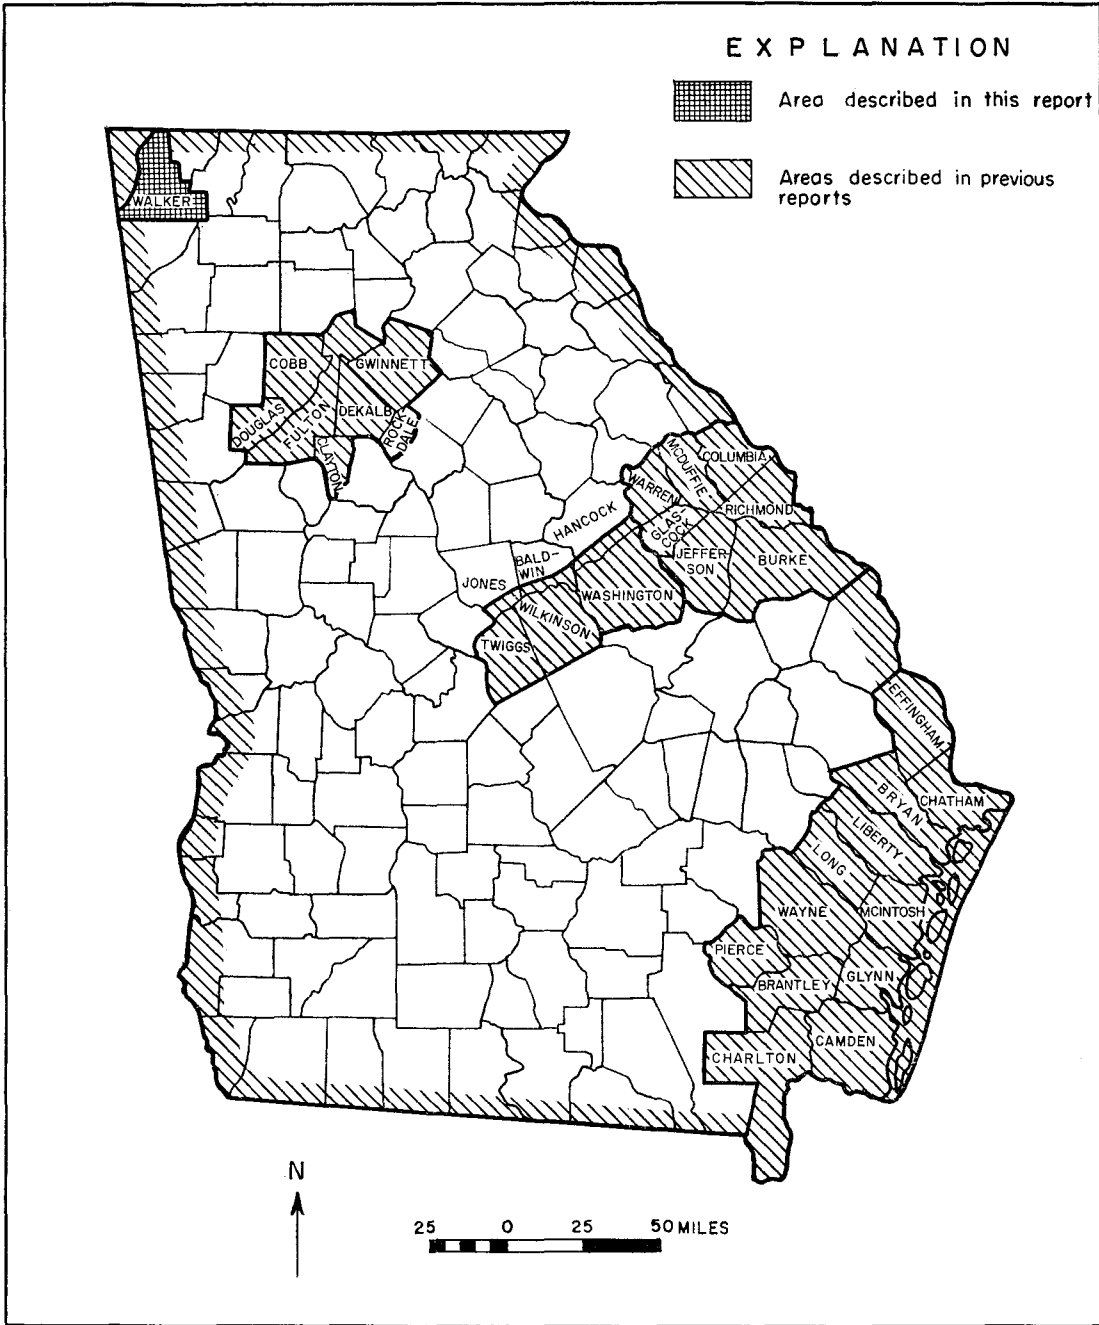 EXPLANATION
Area described in this report
Areas described in previous
reports
WALKER
COBB
GWINNETT
DOUGLAS
FULTON
DEKALB
ROCK-
DALE
CLAYTON
MCDUFFIE
COLUMBIA
WARREN
RICHMOND
HANCOCK
GLAS-
COCK
JEFFER-
SON
BURKE
BALD-
WIN
JONES
WASHINGTON
WILKINSON
TWIGGS
EFFINGHAM
BRYAN
CHATHAM
LIBERTY
LONG
WAYNE
MCINTOSH
PIERCE
BRANTLEY
GLYNN
CAMDEN
CHARLTON
N
25 0 25 50 MILES